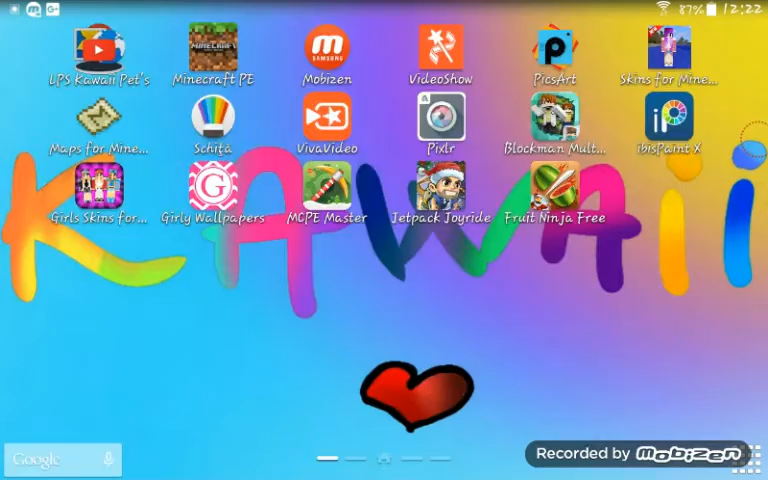 87% 12:22
LPS Kawaii Pet's Minecraft PE Mobizen VideoShow PicsArt Skins for Mine...
Maps for Mine... Schiță VivaVideo Pixlr Blockman Mult... ibisPaint X
Girls Skins for... Girly Wallpapers MCPE Master Jetpack Joyride Fruit Ninja Free
KAWAii
Google
Recorded by MOBIZEN